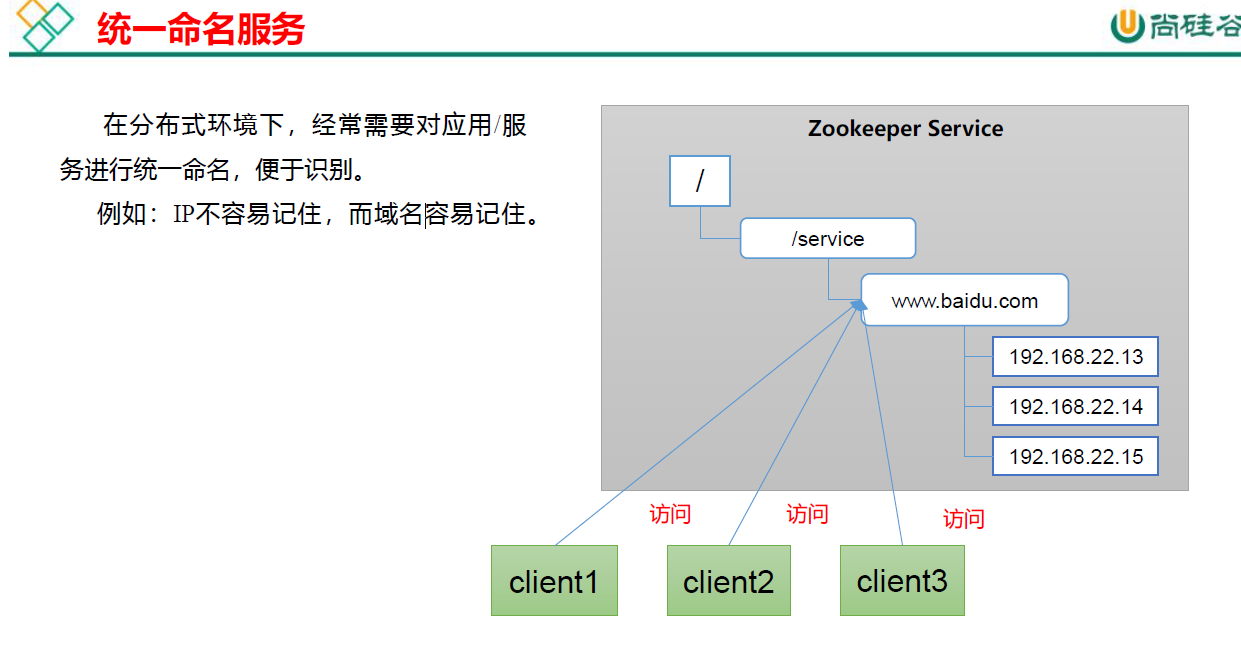 统一命名服务
尚硅谷
在分布式环境下，经常需要对应用/服
务进行统一命名，便于识别。
例如：IP不容易记住，而域名容易记住。
Zookeeper Service
/
/service
www.baidu.com
192.168.22.13
192.168.22.14
192.168.22.15
访问
访问
访问
client1
client2
client3